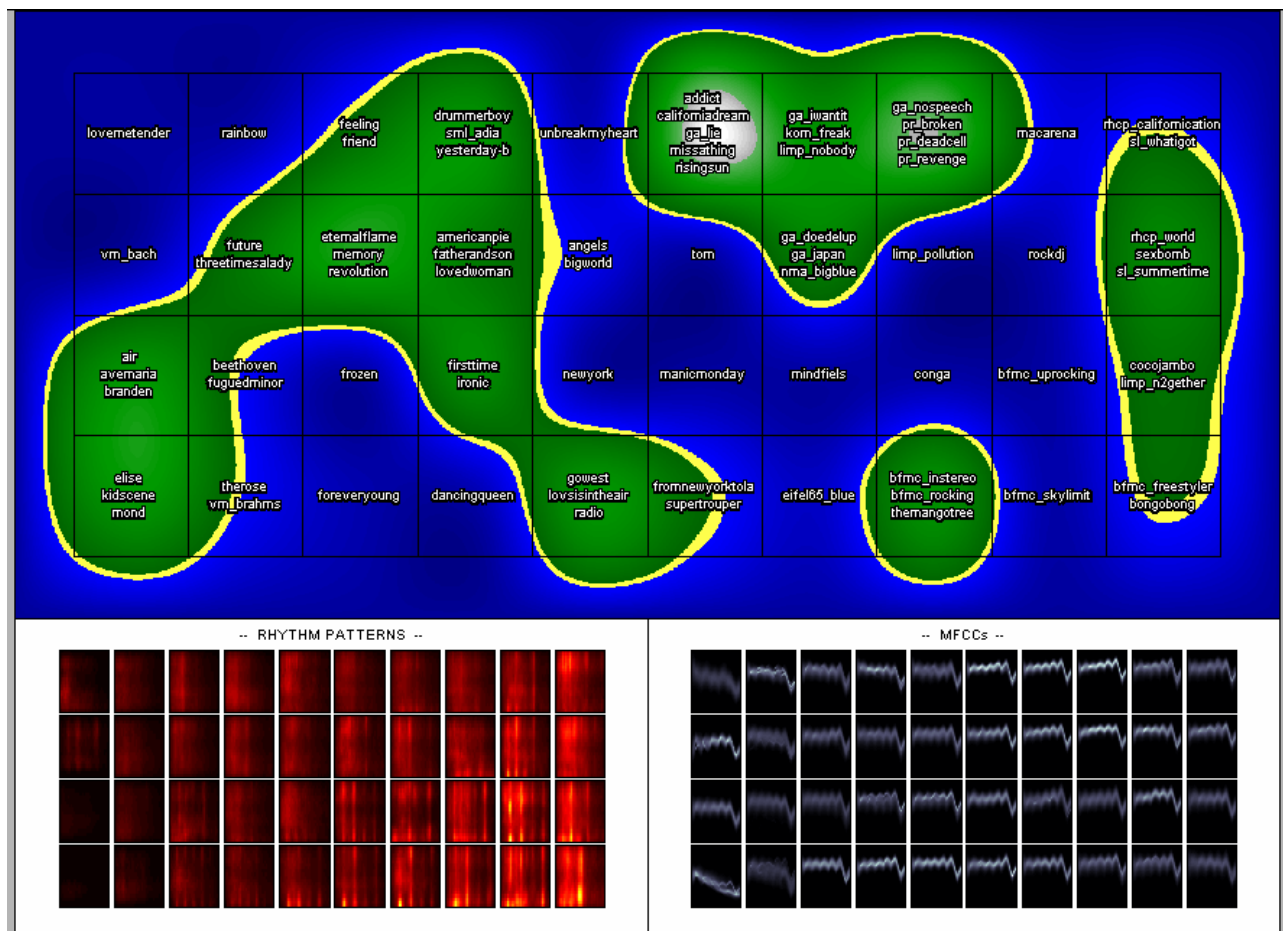 lovemetender
rainbow
feeling
friend
drummerboy
sml_adia
yesterday-b
unbreakmyheart
addict
californiadream
ga_lie
missathing
risingsun
ga_iwantit
korn_freak
limp_nobody
ga_nospeech
pr_broken
pr_deadcell
pr_revenge
macarena
rhcp_californication
sl_whatigot
vm_bach
future
threetimesalady
eternalflame
memory
revolution
americanpie
fatherandson
lovedwoman
angels
bigworld
torn
ga_doedelup
ga_japan
nma_bigblue
limp_pollution
rockdj
rhcp_world
sexbomb
sl_summertime
air
avemaria
branden
beethoven
fuguedminor
frozen
firsttime
ironic
newyork
manicmonday
mindfiels
conga
bfmc_uprocking
cocojambo
limp_n2gether
elise
kidscene
mond
therose
vm_brahms
foreveryoung
dancingqueen
gowest
lovsisintheair
radio
fromnewyorktola
supertrouper
eiffel65_blue
bfmc_instereo
bfmc_rocking
themangotree
bfmc_skylimit
bfmc_freestyler
bongobong
-- RHYTHM PATTERNS --
-- MFCCs --